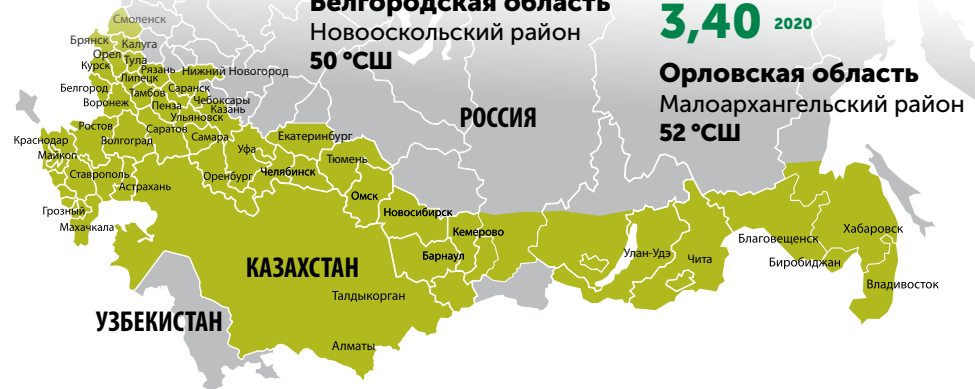 Белгородская область
Новооскольский район
50 °СШ
3,40 2020
Орловская область
Малоархангельский район
52 °СШ
РОССИЯ
Смоленск
Брянск
Калуга
Орел
Тула
Курск
Рязань
Нижний Новгород
Липецк
Белгород
Тамбов
Саранск
Воронеж
Пенза
Чебоксары
Казань
Ульяновск
Ростов
Саратов
Краснодар
Волгоград
Самара
Екатеринбург
Майкоп
Уфа
Тюмень
Ставрополь
Оренбург
Челябинск
Астрахань
Омск
Грозный
Новосибирск
Махачкала
Кемерово
Хабаровск
Благовещенск
Барнаул
Улан-Удэ
Чита
Биробиджан
КАЗАХСТАН
Владивосток
Талдыкорган
УЗБЕКИСТАН
Алматы